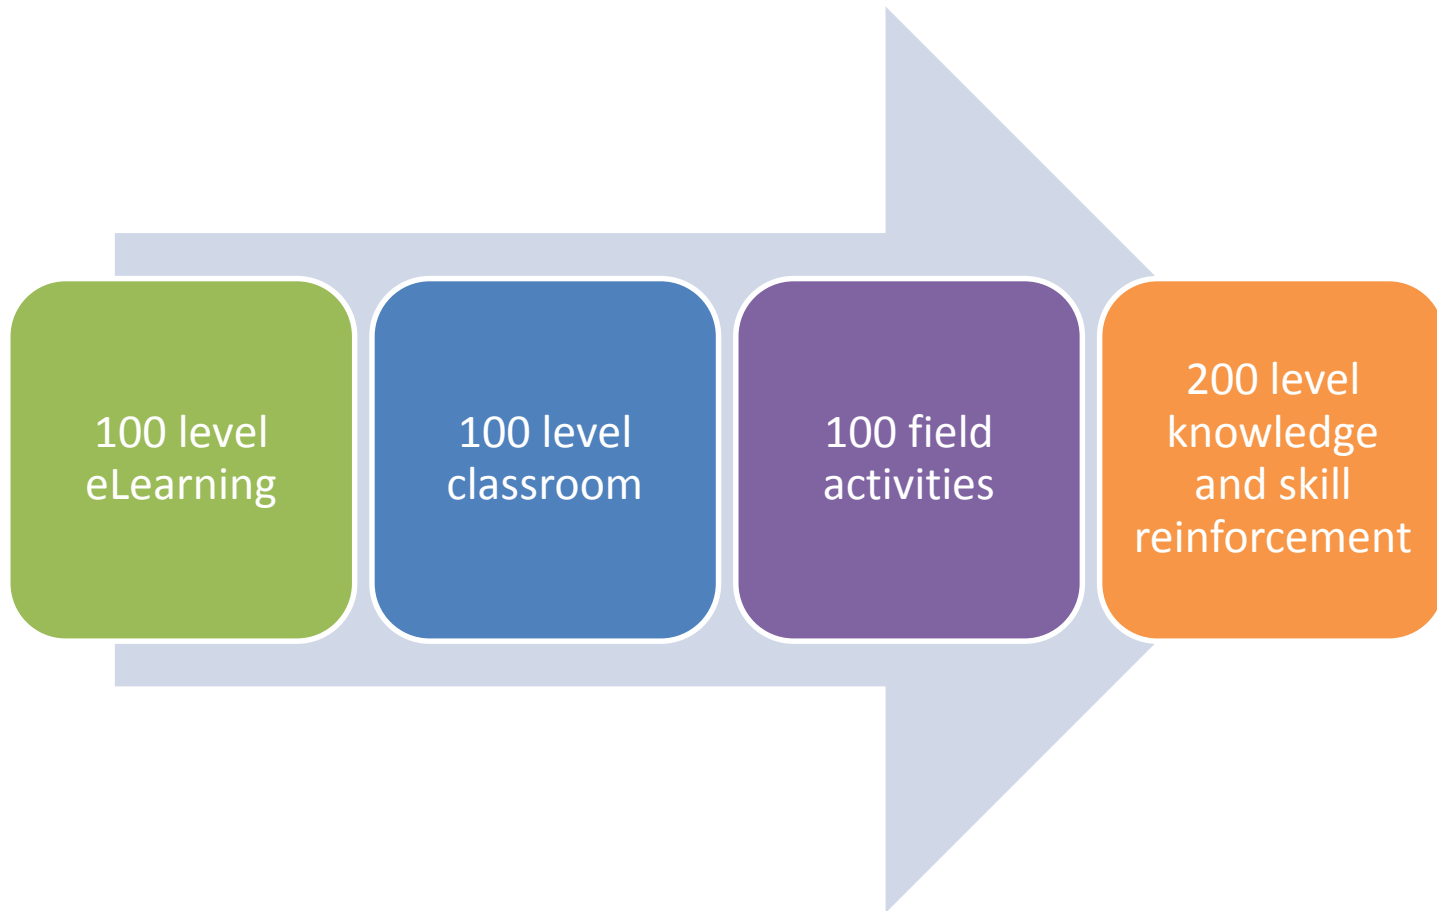 100 level
eLearning
100 level
classroom
100 field
activities
200 level
knowledge
and skill
reinforcement